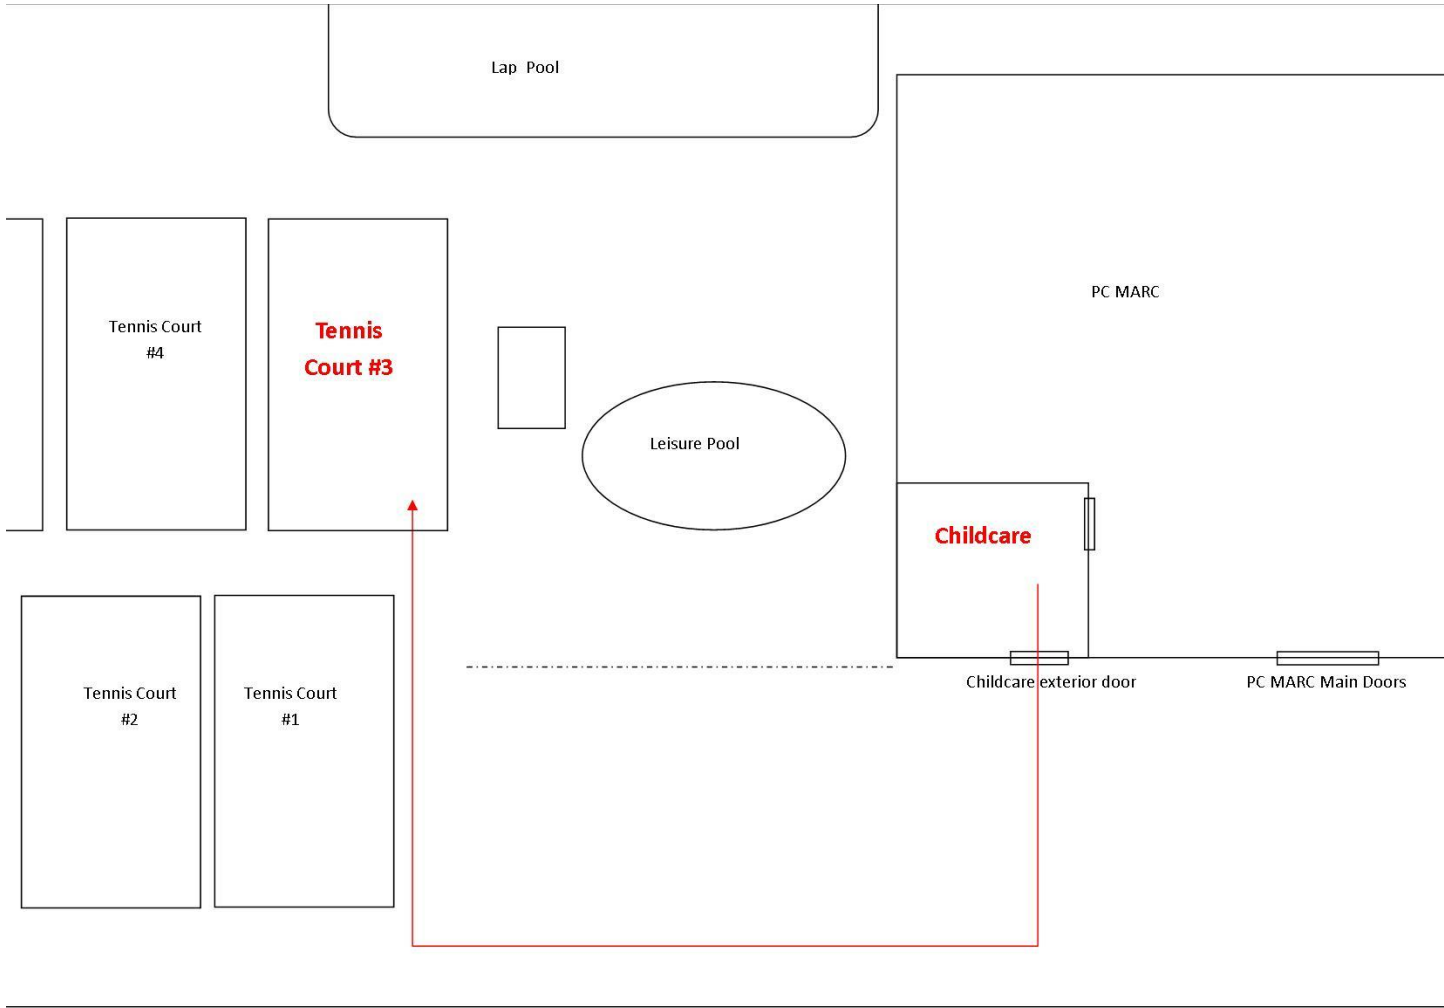 Lap  Pool
PC MARC
Tennis Court
#4
Tennis
Court #3
Leisure Pool
Childcare
Childcare exterior door
PC MARC Main Doors
Tennis Court
#2
Tennis Court
#1